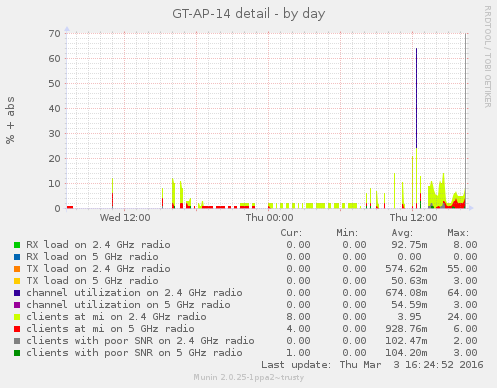 GT-AP-14 detail - by day
RRDTOOL / TOBI OETIKER
% + abs
70
60
50
40
30
20
10
0
Wed 12:00 Thu 00:00 Thu 12:00
Cur: Min: Avg: Max:
RX load on 2.4 GHz radio 0.00 0.00 92.75m 8.00
RX load on 5 GHz radio 0.00 0.00 0.00 0.00
TX load on 2.4 GHz radio 0.00 0.00 574.62m 55.00
TX load on 5 GHz radio 0.00 0.00 50.63m 3.00
channel utilization on 2.4 GHz radio 0.00 0.00 674.08m 64.00
channel utilization on 5 GHz radio 0.00 0.00 54.59m 3.00
clients at mi on 2.4 GHz radio 8.00 0.00 3.95 24.00
clients at mi on 5 GHz radio 4.00 0.00 928.76m 6.00
clients with poor SNR on 2.4 GHz radio 0.00 0.00 102.47m 2.00
clients with poor SNR on 5 GHz radio 1.00 0.00 104.20m 3.00
Last update: Thu Mar 3 16:24:52 2016
Munin 2.0.25-1ppa2~trusty